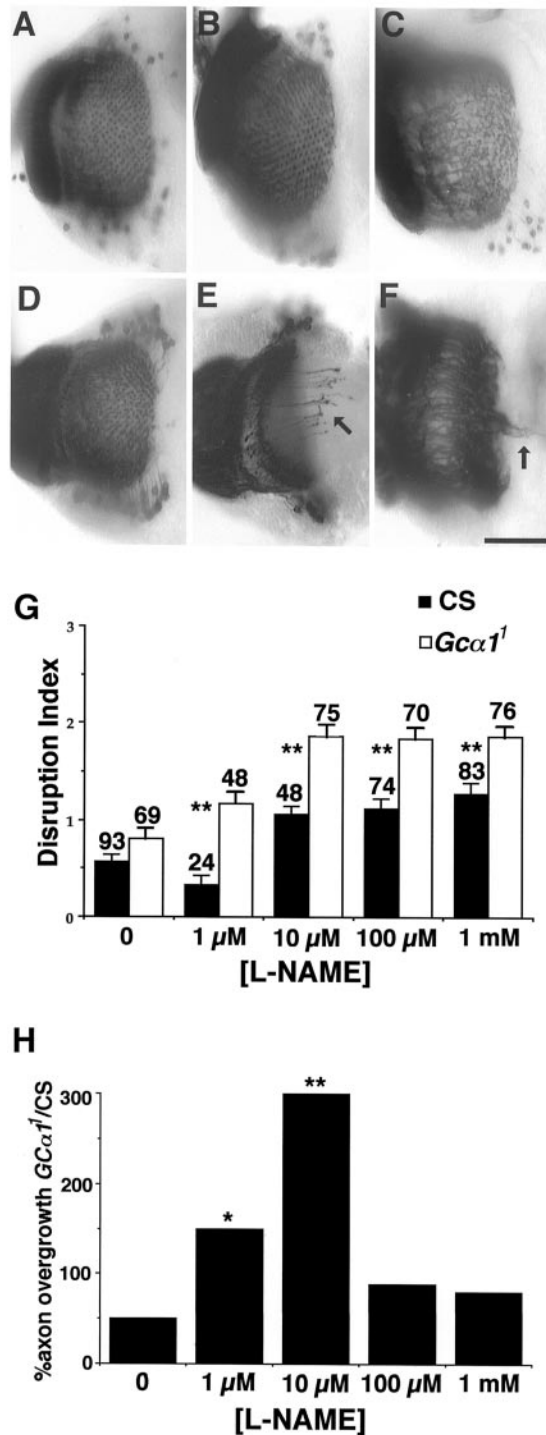 A B C
D E F
G
■ CS
□ Gcα1¹
Disruption Index
3
2
1
0
93 69 ** 24 48 ** 48 75 ** 74 70 ** 83 76
0 1 µM 10 µM 100 µM 1 mM
[L-NAME]
H
%axon overgrowth GCα1¹/CS
300
200
100
0
* **
0 1 µM 10 µM 100 µM 1 mM
[L-NAME]